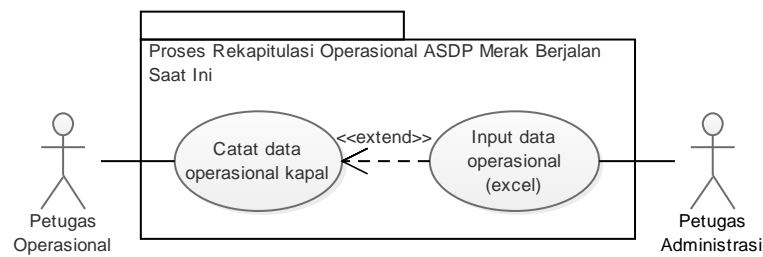 Proses Rekapitulasi Operasional ASDP Merak Berjalan
Saat Ini
Catat data
operasional kapal
<<extend>>
Input data
operasional
(excel)
Petugas
Operasional
Petugas
Administrasi